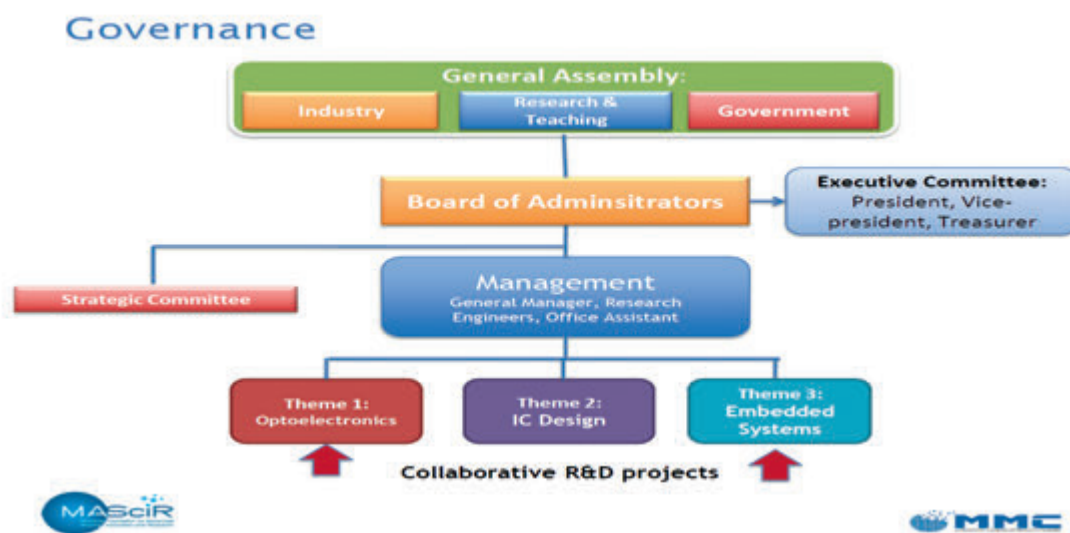 Governance
General Assembly:
Industry
Research &
Teaching
Government
Board of Adminsitrators
Executive Committee:
President, Vice-
president, Treasurer
Strategic Committee
Management
General Manager, Research
Engineers, Office Assistant
Theme 1:
Optoelectronics
Theme 2:
IC Design
Theme 3:
Embedded
Systems
Collaborative R&D projects
MAScIR
MMC